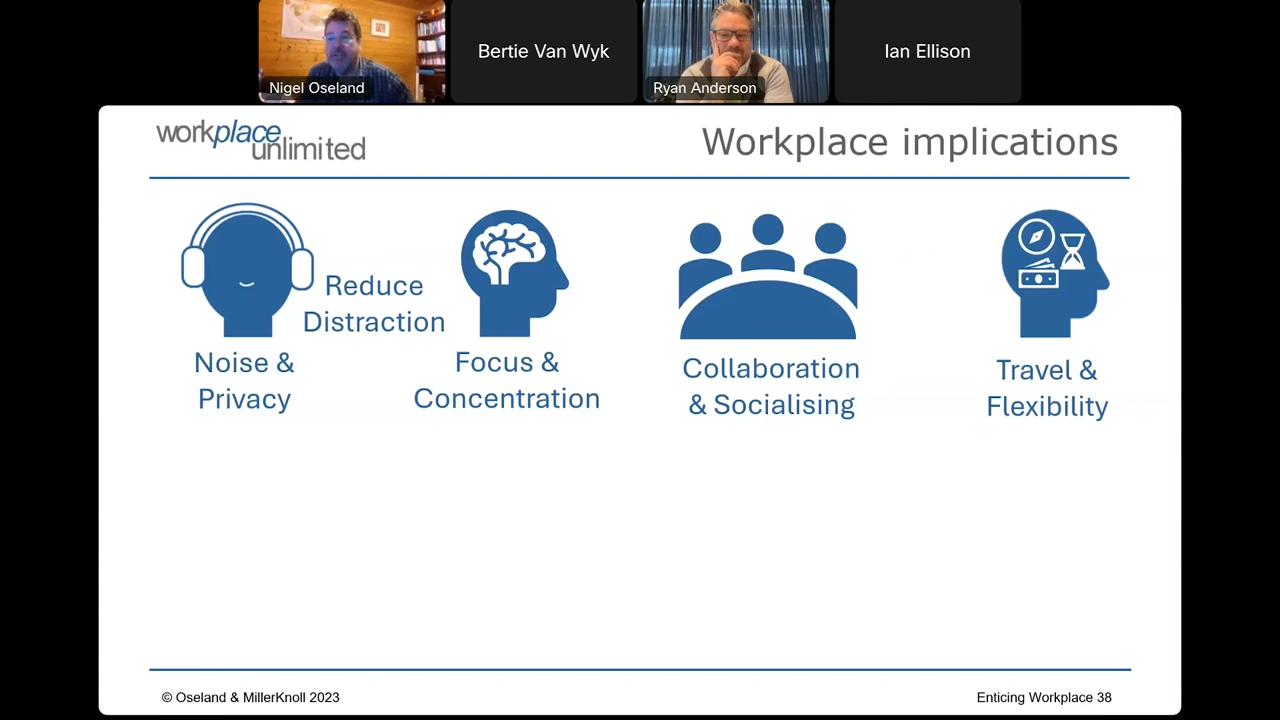 Nigel Oseland
Bertie Van Wyk
Ryan Anderson
Ian Ellison
workplace
unlimited
Workplace implications
Reduce
Distraction
Noise &
Privacy
Focus &
Concentration
Collaboration
& Socialising
Travel &
Flexibility
© Oseland & MillerKnoll 2023
Enticing Workplace 38